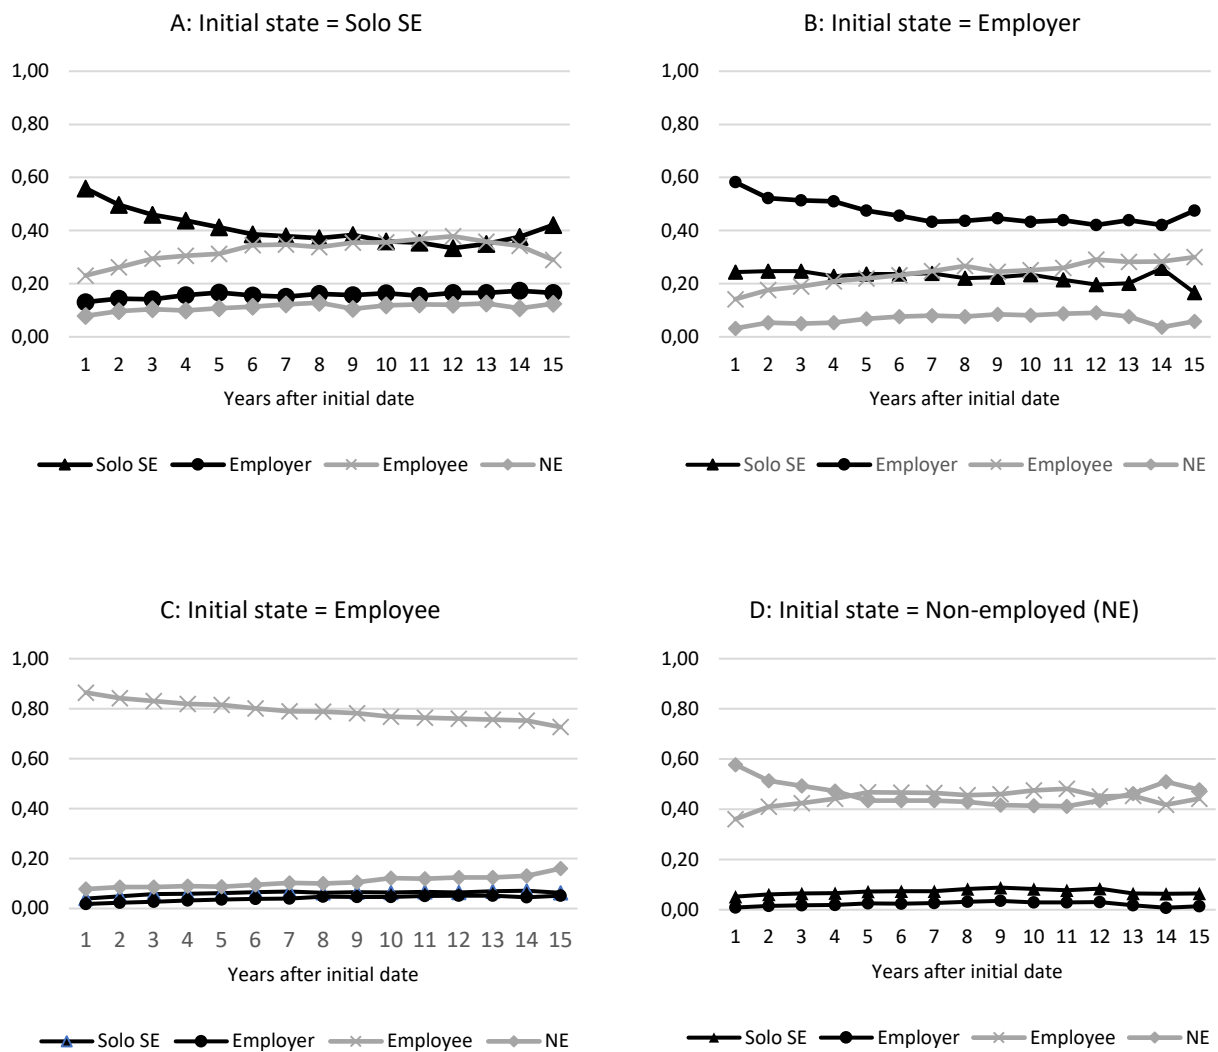 A: Initial state = Solo SE
1,00
0,80
0,60
0,40
0,20
0,00
1 2 3 4 5 6 7 8 9 10 11 12 13 14 15
Years after initial date
Solo SE Employer Employee NE
B: Initial state = Employer
1,00
0,80
0,60
0,40
0,20
0,00
1 2 3 4 5 6 7 8 9 10 11 12 13 14 15
Years after initial date
Solo SE Employer Employee NE
C: Initial state = Employee
1,00
0,80
0,60
0,40
0,20
0,00
1 2 3 4 5 6 7 8 9 10 11 12 13 14 15
Years after initial date
Solo SE Employer Employee NE
D: Initial state = Non-employed (NE)
1,00
0,80
0,60
0,40
0,20
0,00
1 2 3 4 5 6 7 8 9 10 11 12 13 14 15
Years after initial date
Solo SE Employer Employee NE